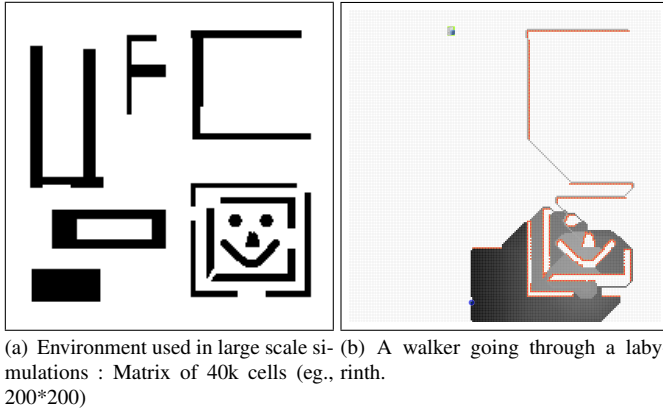 (a) Environment used in large scale si-
mulations : Matrix of 40k cells (eg.,
200*200)
(b) A walker going through a laby
rinth.